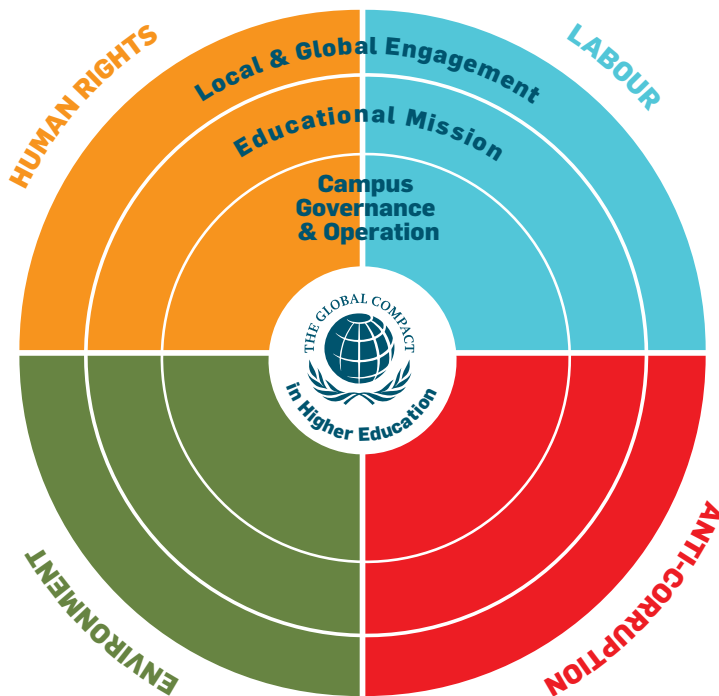 HUMAN RIGHTS
LABOUR
Local & Global Engagement
Educational Mission
Campus
Governance
& Operation
THE GLOBAL COMPACT
in Higher Education
ENVIRONMENT
ANTI-CORRUPTION